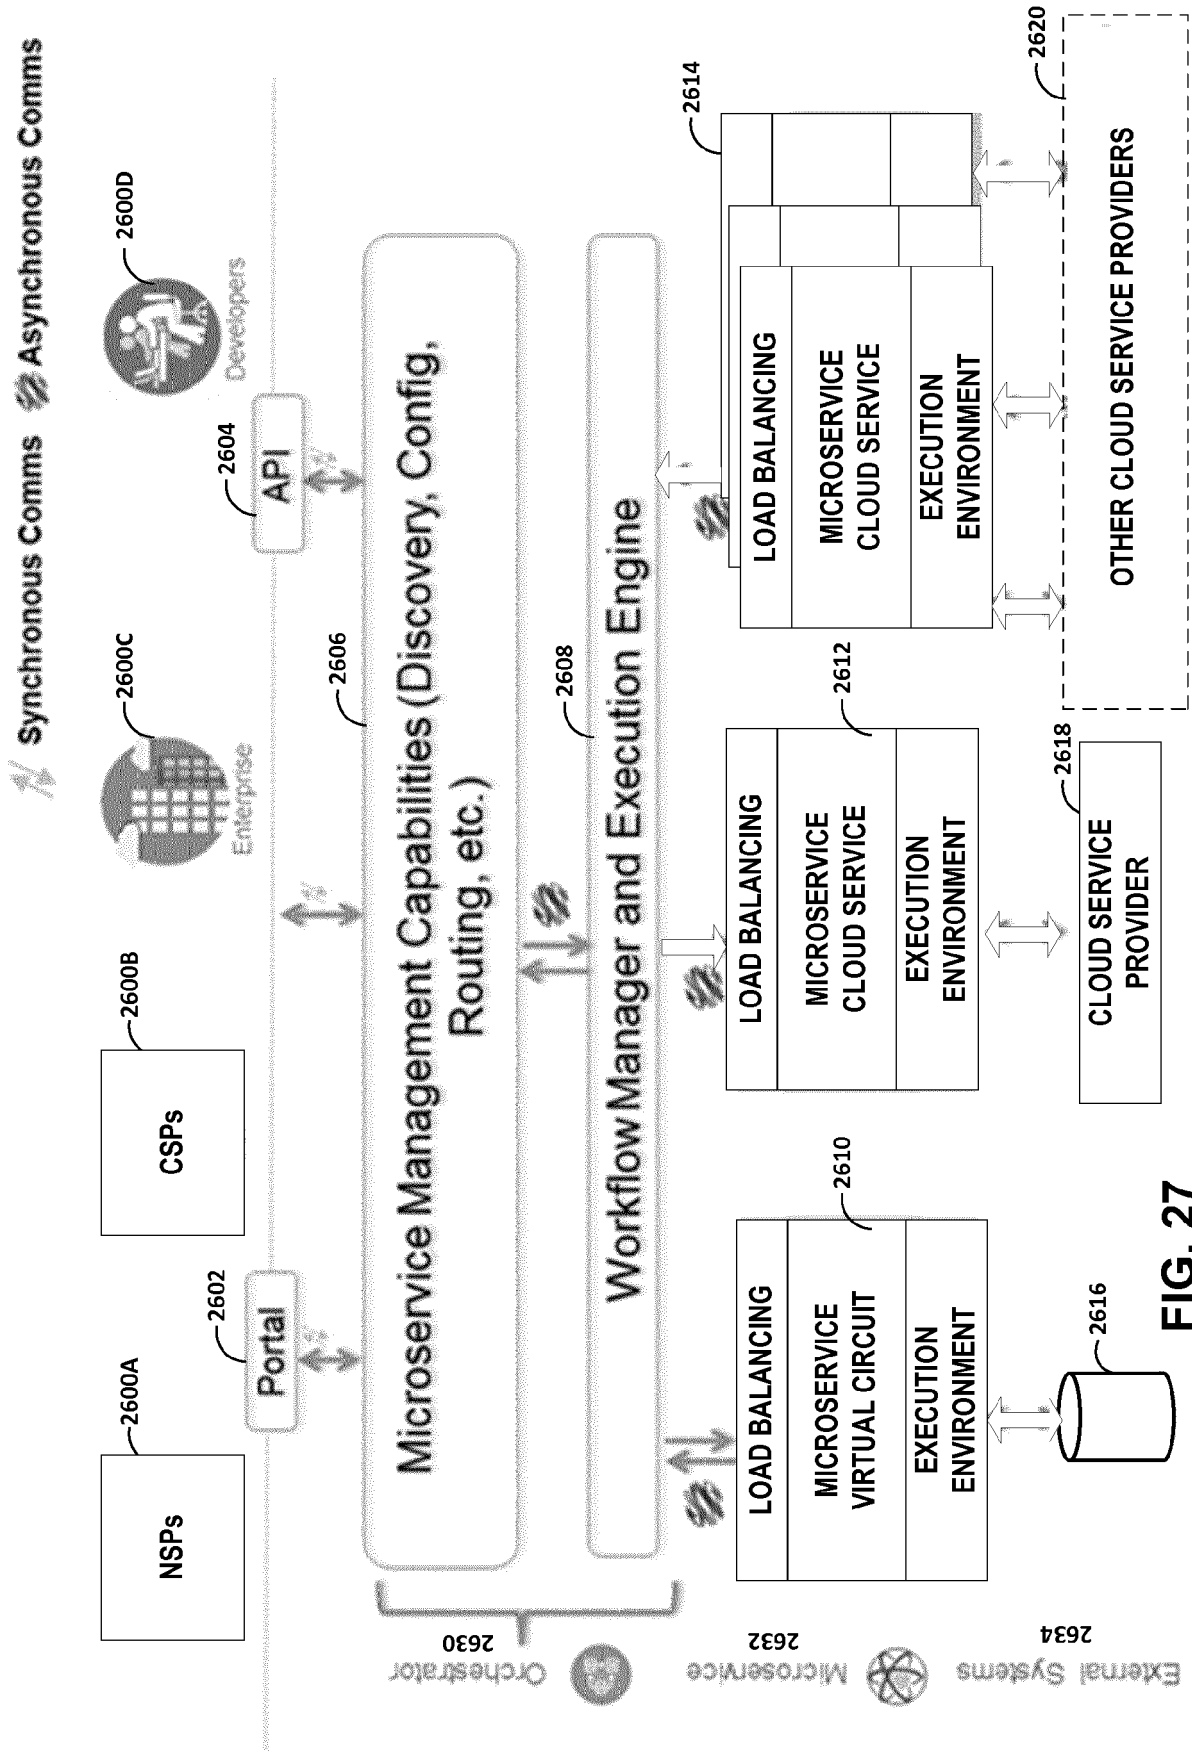 Synchronous Comms
Asynchronous Comms
NSPs
2600A
CSPs
2600B
Enterprise
2600C
Developers
2600D
Portal
2602
API
2604
2606
Microservice Management Capabilities (Discovery, Config,
Routing, etc.)
2608
Workflow Manager and Execution Engine
Orchestrator
2630
Microservice
2632
External Systems
2634
LOAD BALANCING
MICROSERVICE
VIRTUAL CIRCUIT
EXECUTION
ENVIRONMENT
2610
LOAD BALANCING
MICROSERVICE
CLOUD SERVICE
EXECUTION
ENVIRONMENT
2612
LOAD BALANCING
MICROSERVICE
CLOUD SERVICE
EXECUTION
ENVIRONMENT
2614
2616
CLOUD SERVICE
PROVIDER
2618
OTHER CLOUD SERVICE PROVIDERS
2620
FIG. 27